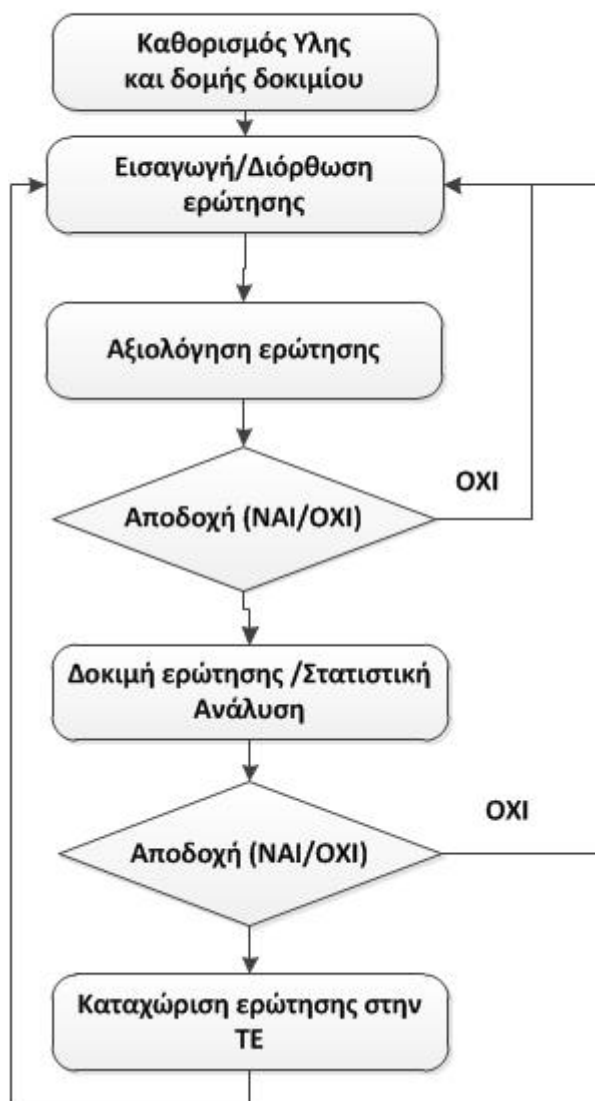 Καθορισμός Υλης
και δομής δοκιμίου
Εισαγωγή/Διόρθωση
ερώτησης
Αξιολόγηση ερώτησης
ΟΧΙ
Αποδοχή (ΝΑΙ/ΟΧΙ)
Δοκιμή ερώτησης /Στατιστική
Ανάλυση
ΟΧΙ
Αποδοχή (ΝΑΙ/ΟΧΙ)
Καταχώριση ερώτησης στην
ΤΕ